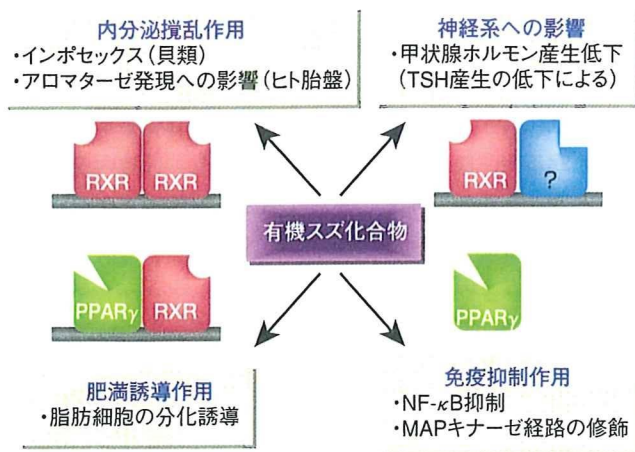 内分泌撹乱作用
・インポセックス(貝類)
・アロマターゼ発現への影響(ヒト胎盤)
神経系への影響
・甲状腺ホルモン産生低下
(TSH産生の低下による)
RXR RXR
RXR ?
有機スズ化合物
PPARγ RXR
PPARγ
肥満誘導作用
・脂肪細胞の分化誘導
免疫抑制作用
・NF-κB抑制
・MAPキナーゼ経路の修飾